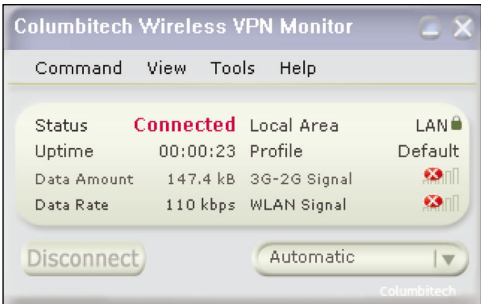 Columbitech Wireless VPN Monitor
Command View Tools Help
Status Connected Local Area LAN
Uptime 00:00:23 Profile Default
Data Amount 147.4 kB 3G-2G Signal
Data Rate 110 kbps WLAN Signal
Disconnect Automatic
Columbitech